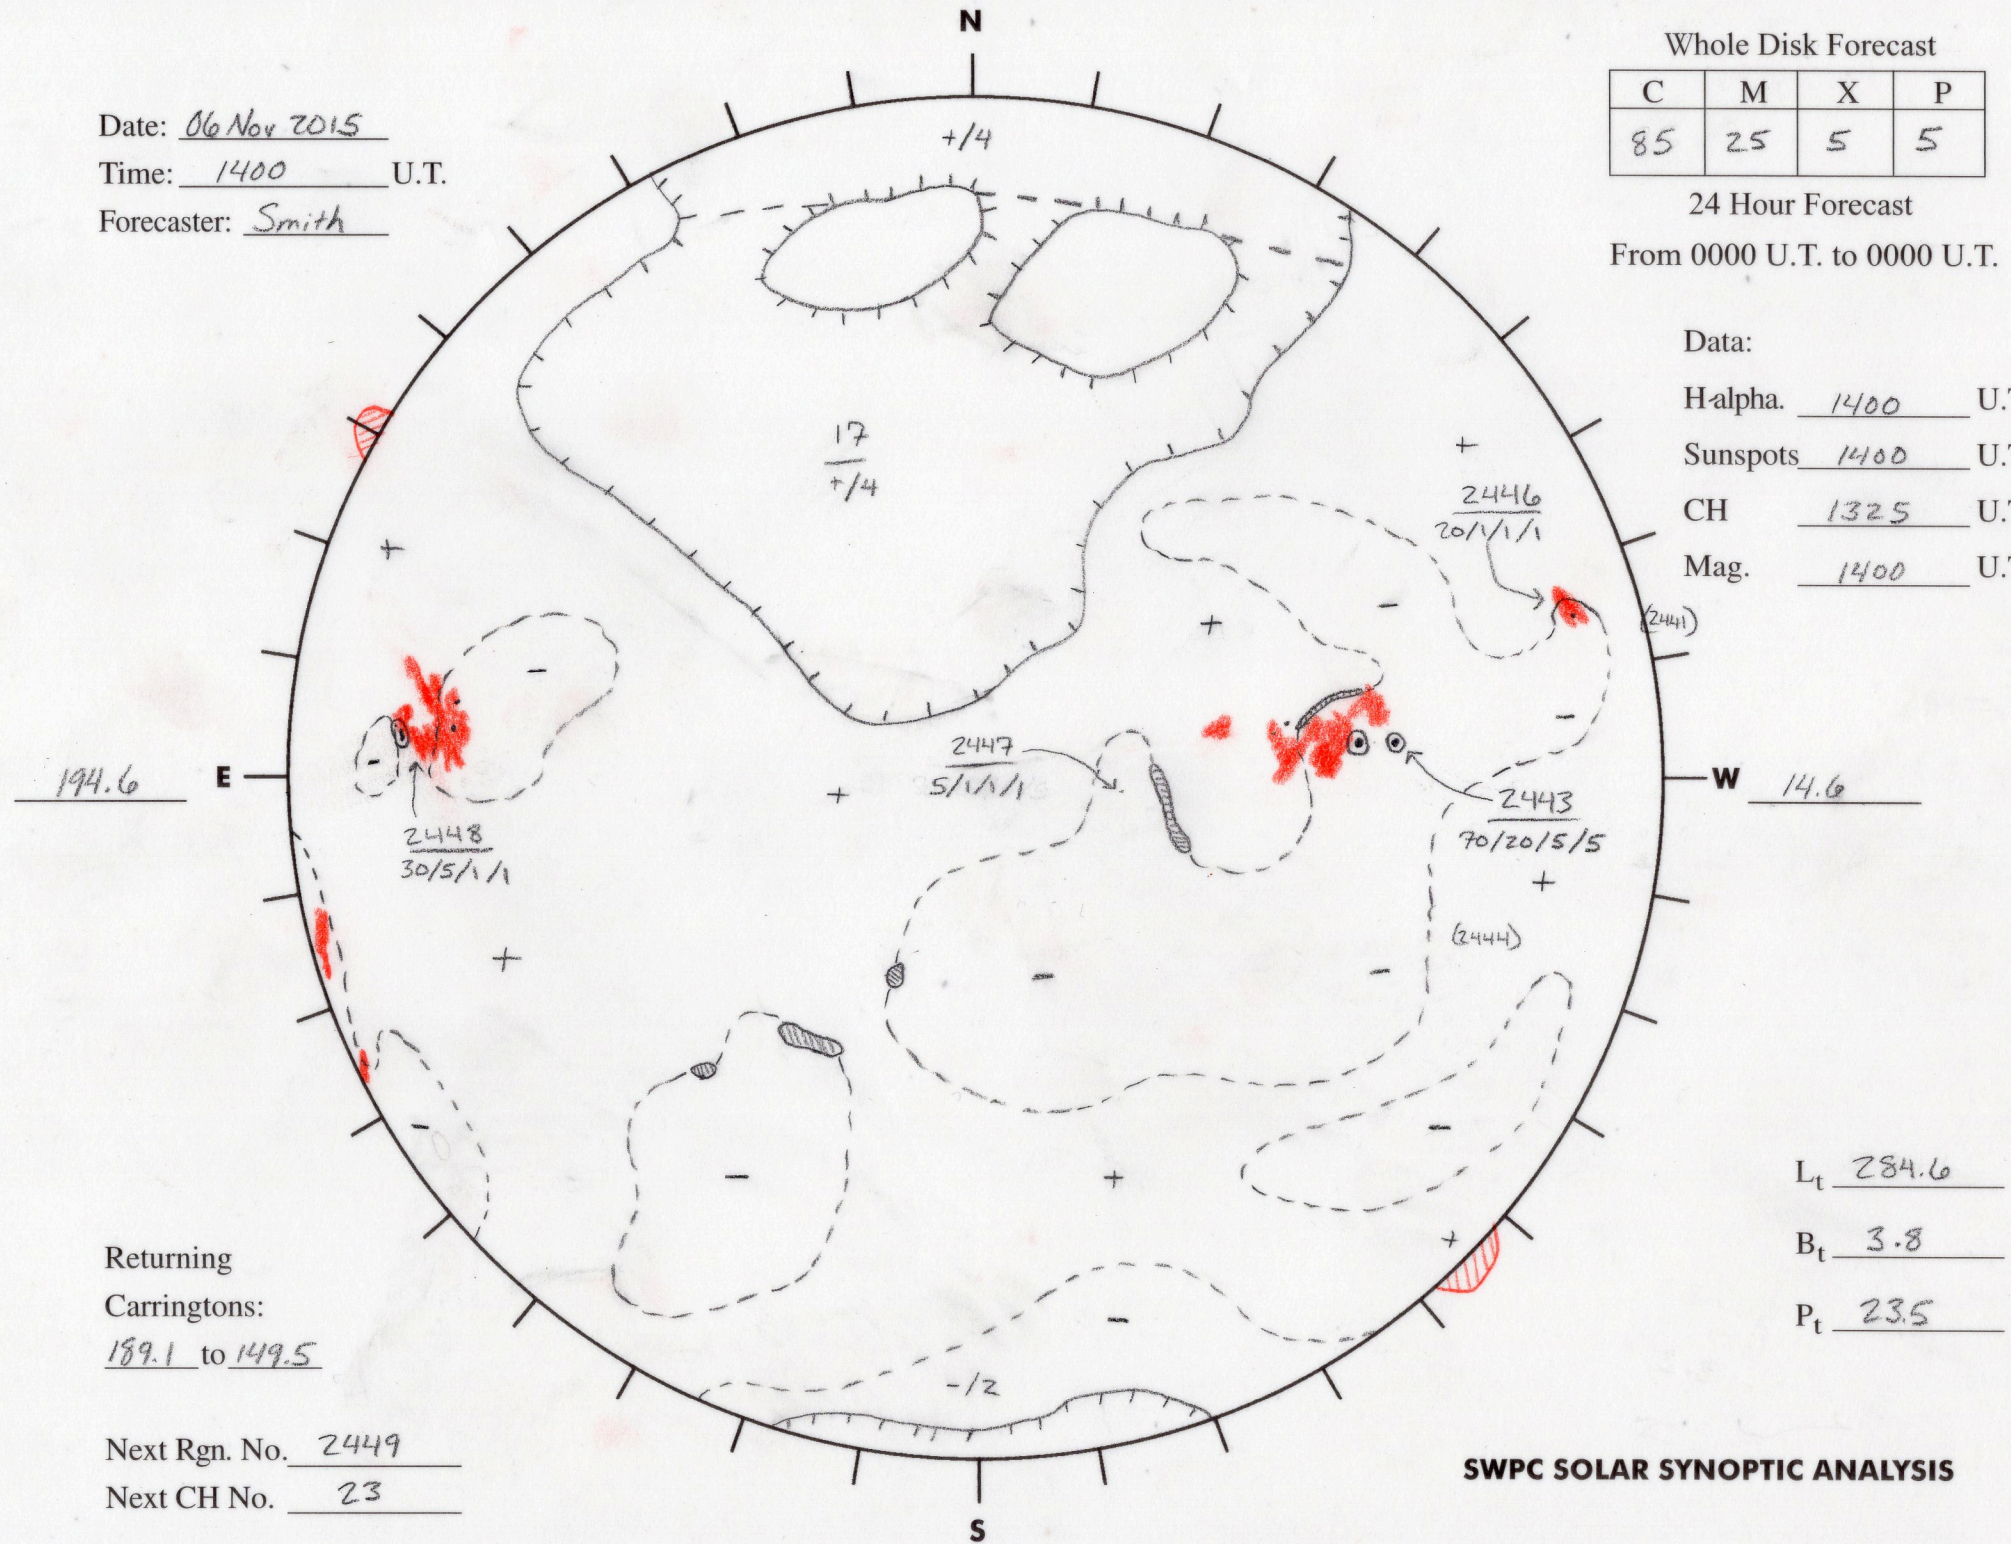 N
Whole Disk Forecast
C M X P
85 25 5 5
24 Hour Forecast
From 0000 U.T. to 0000 U.T.
Date: 06 Nov 2015
Time: 1400 U.T.
Forecaster: Smith
+/4
Data:
H-alpha. 1400 U.T
Sunspots 1400 U.T
CH 1325 U.T
Mag. 1400 U.T
17
+/4
+
2446
20/1/1/1
+
(2441)
+
-
-
-
2447
5/1/1/1
194.6 E
-
+
W 14.6
2443
70/20/5/5
2448
30/5/1/1
+
(2444)
+
-
-
-
-
-
+
Lt 284.6
Bt 3.8
Pt 23.5
+
Returning
Carringtons:
189.1 to 149.5
-
-/2
Next Rgn. No. 2449
Next CH No. 23
SWPC SOLAR SYNOPTIC ANALYSIS
S